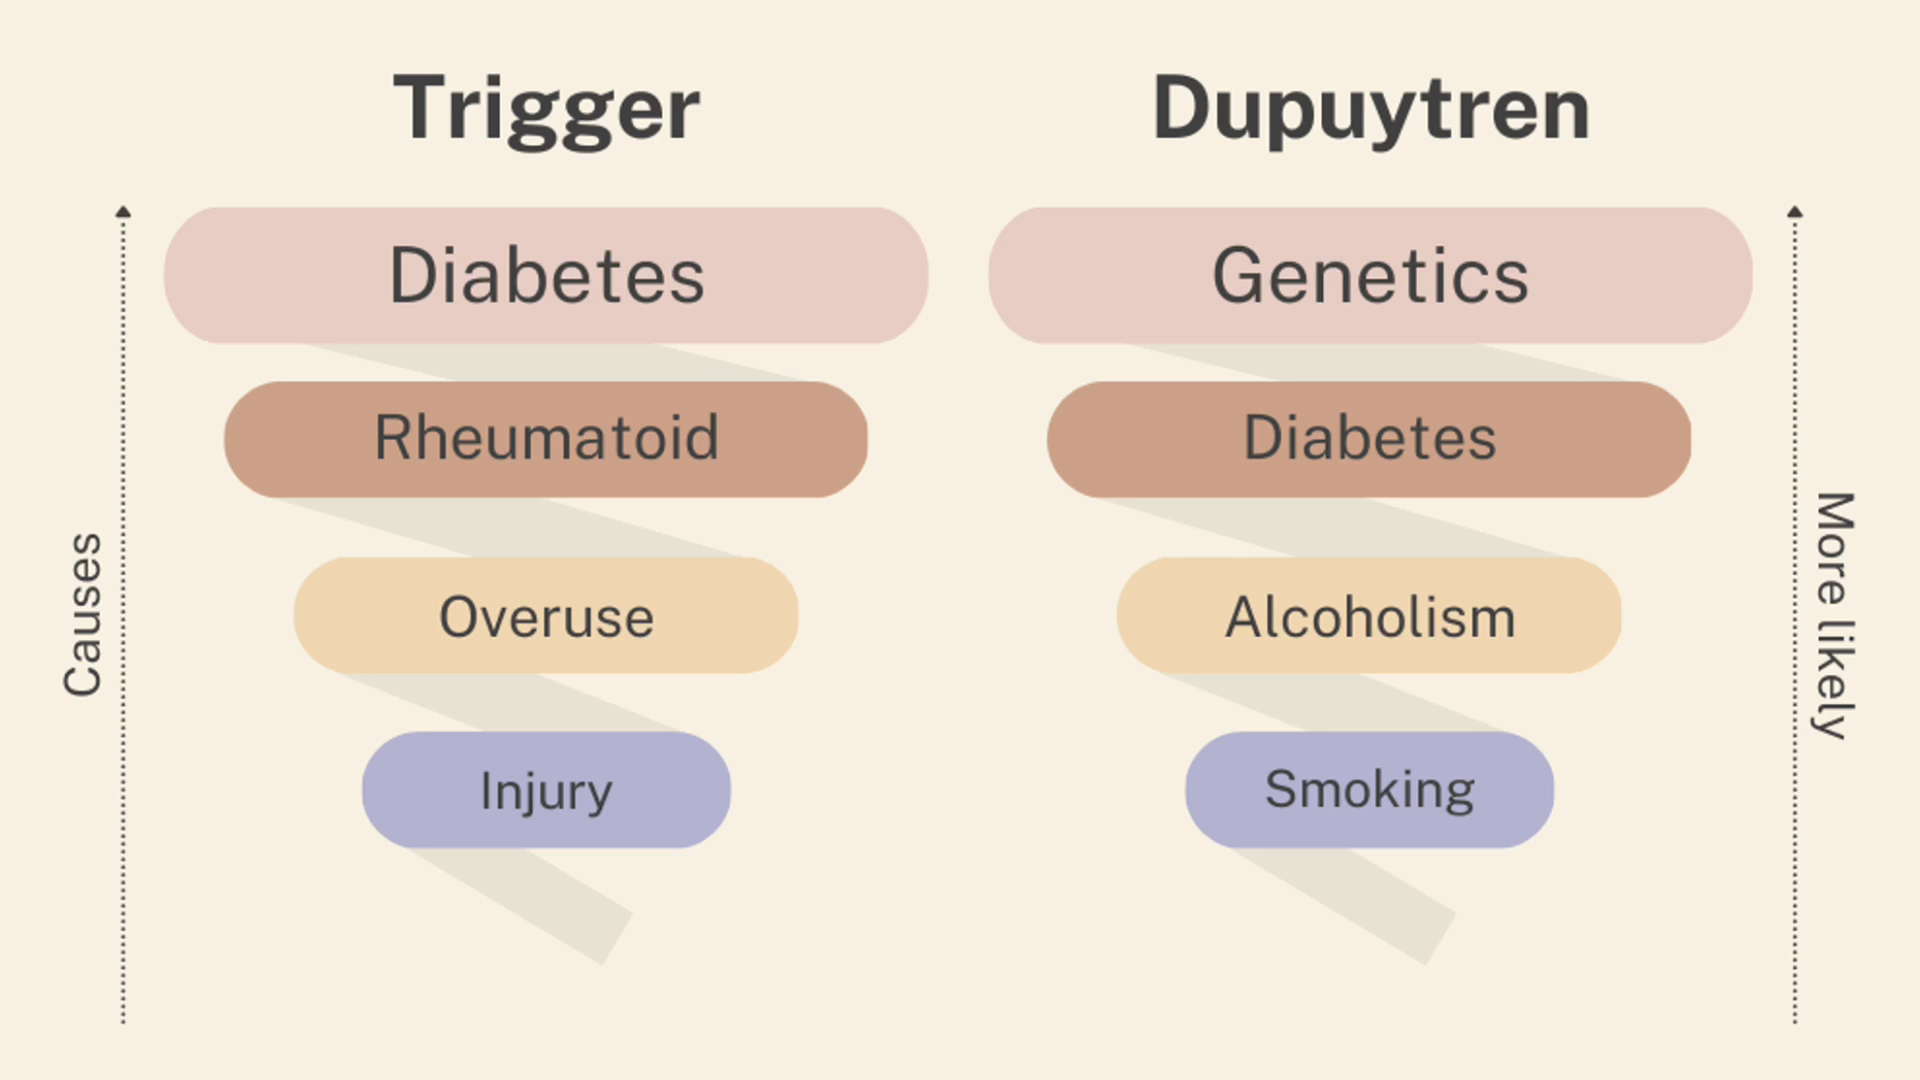 Trigger
Diabetes
Rheumatoid
Overuse
Injury
Causes
Dupuytren
Genetics
Diabetes
Alcoholism
Smoking
More likely